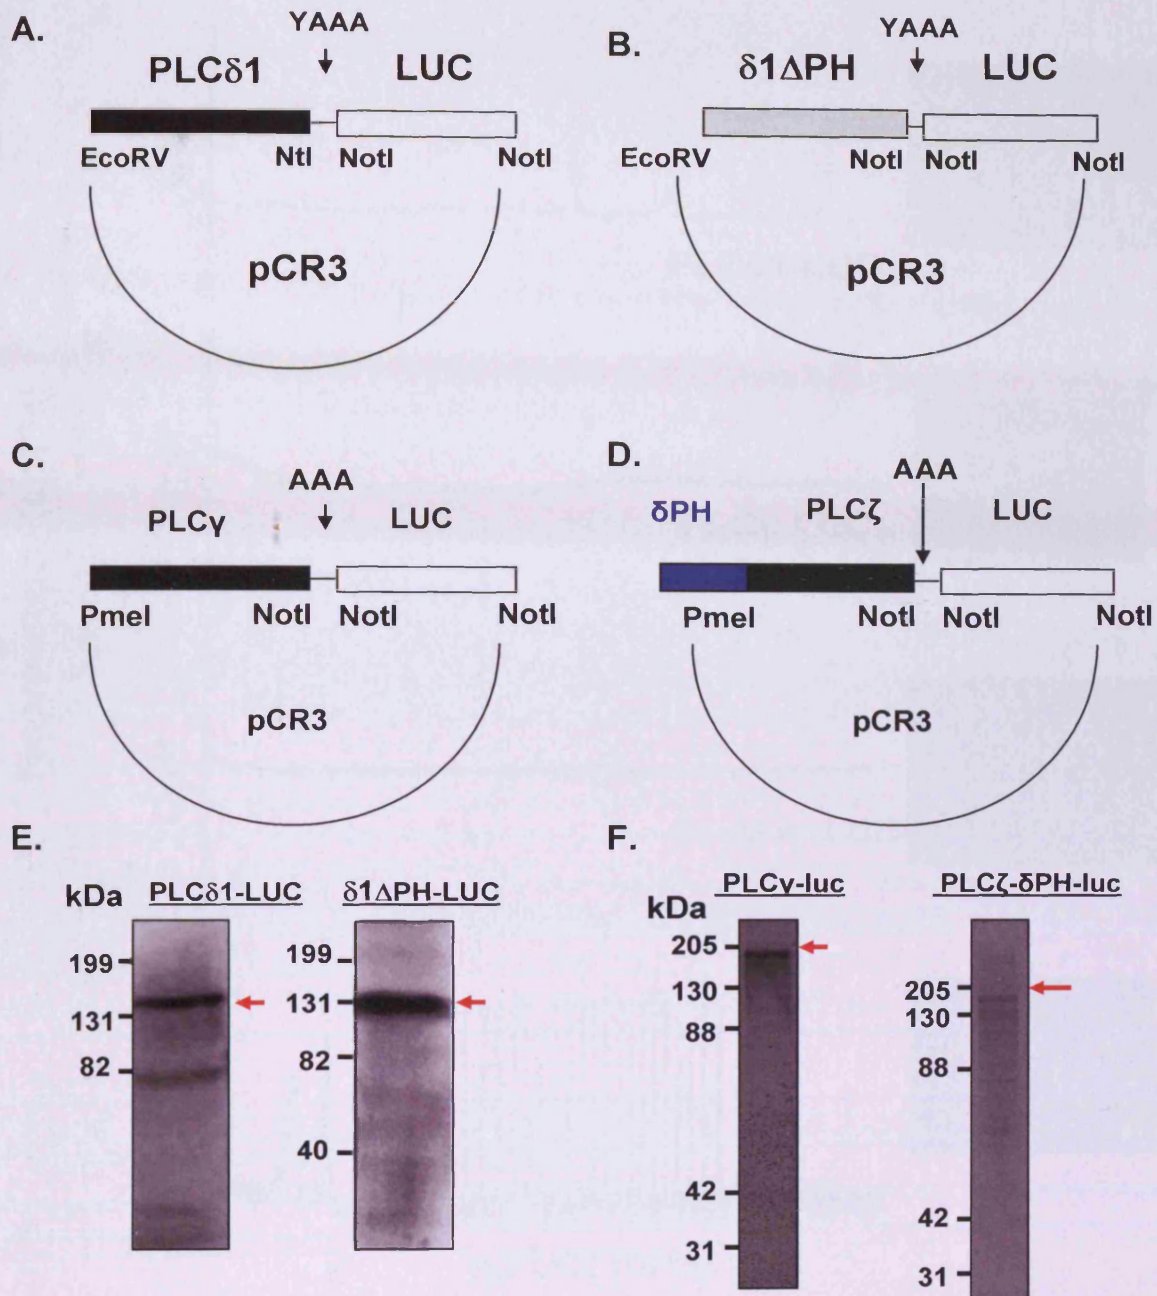 A.
YAAA
PLCδ1 LUC
EcoRV Ntl NotI NotI
pCR3
B.
YAAA
δ1ΔPH LUC
EcoRV NotI NotI NotI
pCR3
C.
AAA
PLCγ LUC
PmeI NotI NotI NotI
pCR3
D.
AAA
δPH PLCζ LUC
PmeI NotI NotI NotI
pCR3
E.
kDa PLCδ1-LUC δ1ΔPH-LUC
199
131
82
199
131
82
40
F.
kDa PLCγ-luc PLCζ-δPH-luc
205
130
88
42
31
205
130
88
42
31